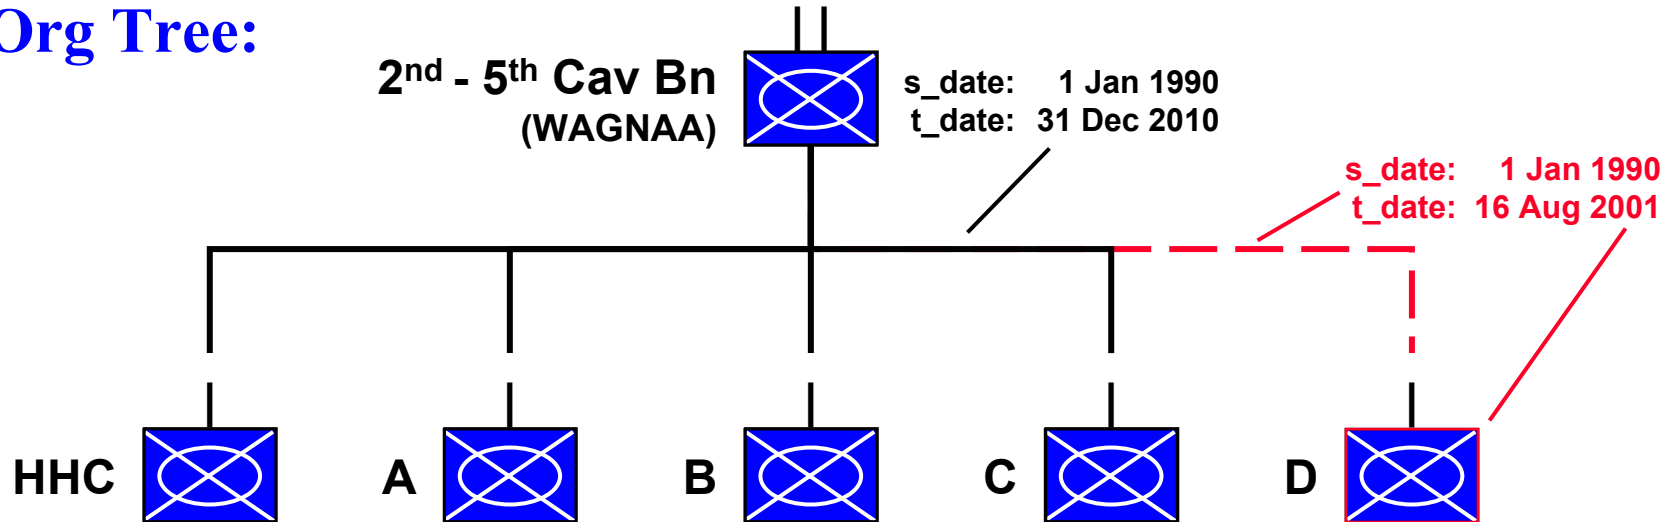 Org Tree:
2nd - 5th Cav Bn
(WAGNAA)
s_date: 1 Jan 1990
t_date: 31 Dec 2010
s_date: 1 Jan 1990
t_date: 16 Aug 2001
HHC
A
B
C
D